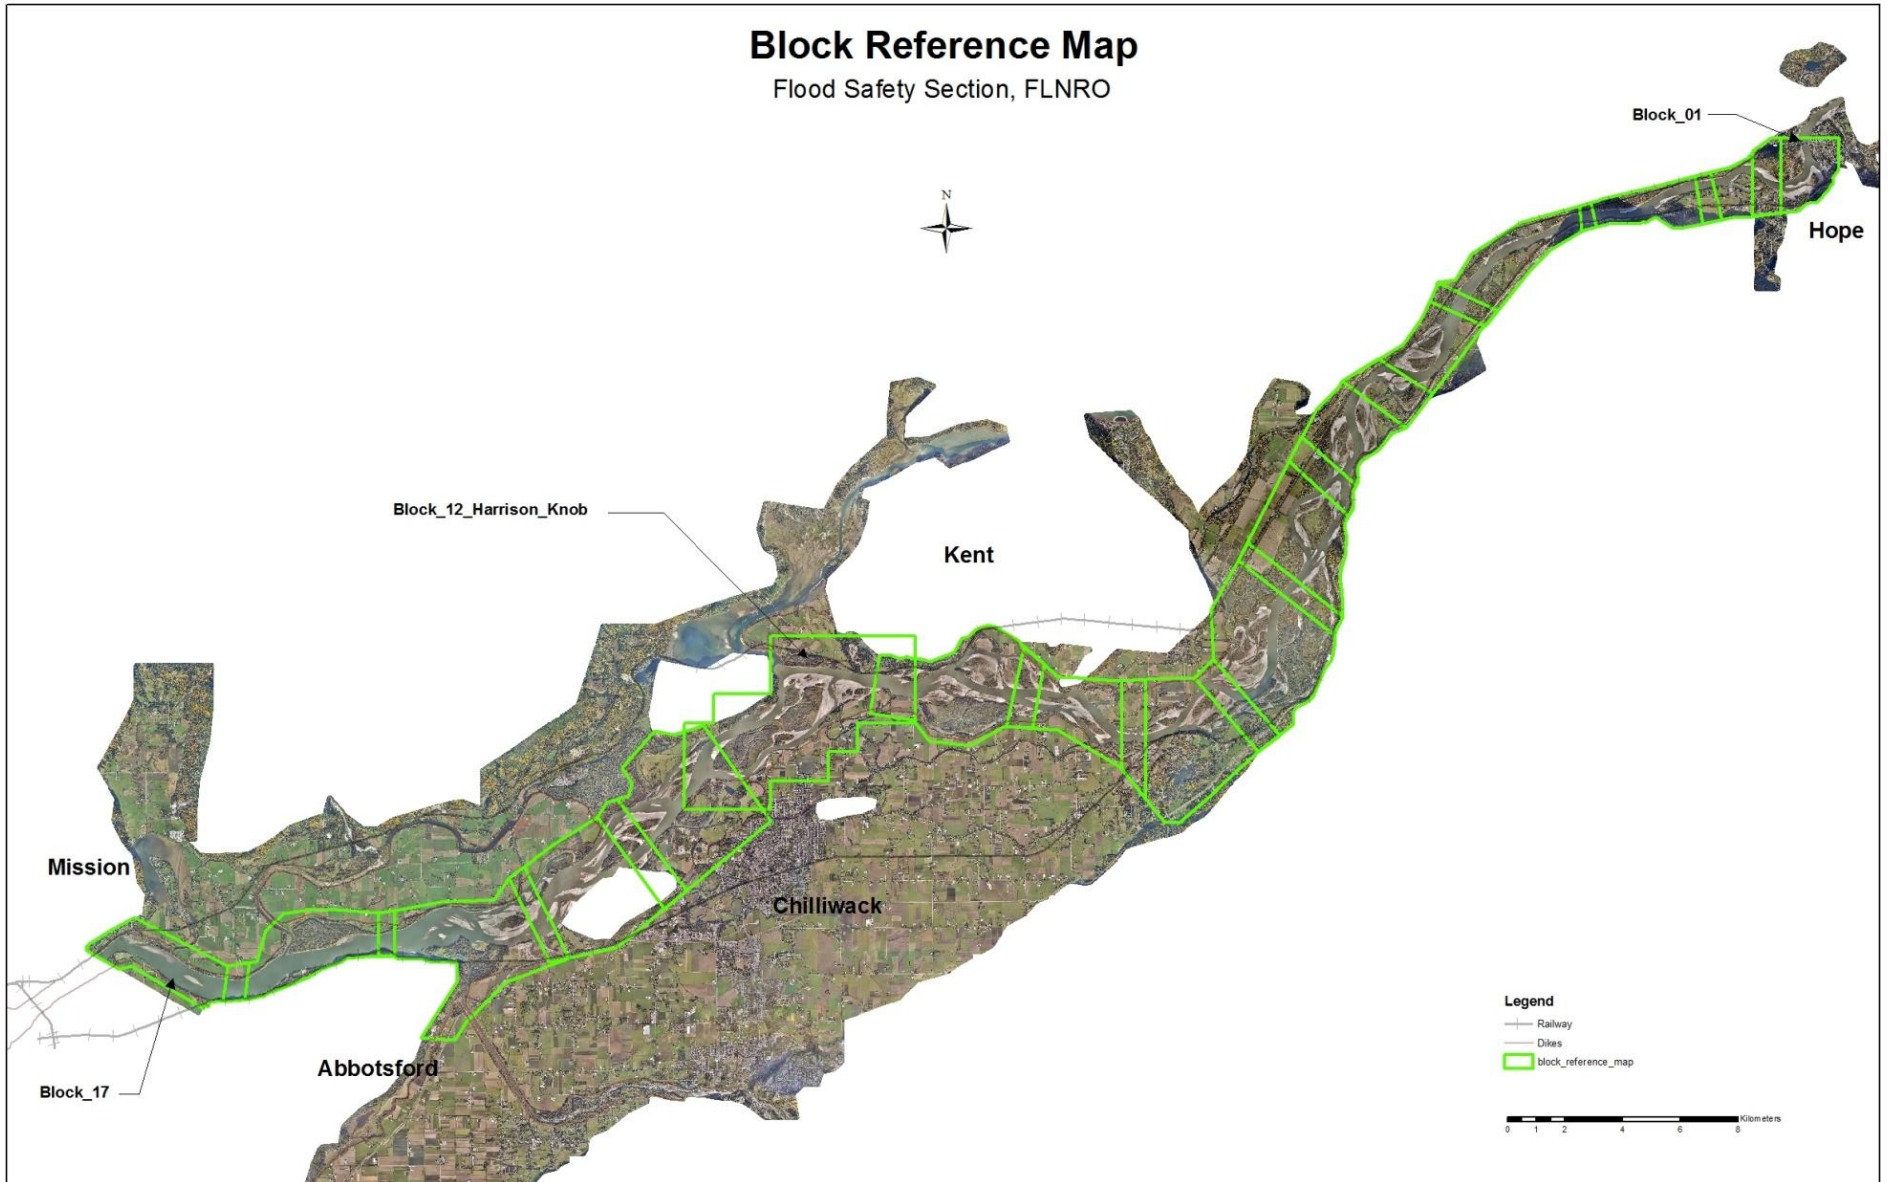 Block Reference Map
Flood Safety Section, FLNRO
Block_01
N
Hope
Block_12_Harrison_Knob
Kent
Mission
Chilliwack
Abbotsford
Block_17
Legend
Railway
Dikes
block_reference_map
Kilometers
0 1 2 4 6 8